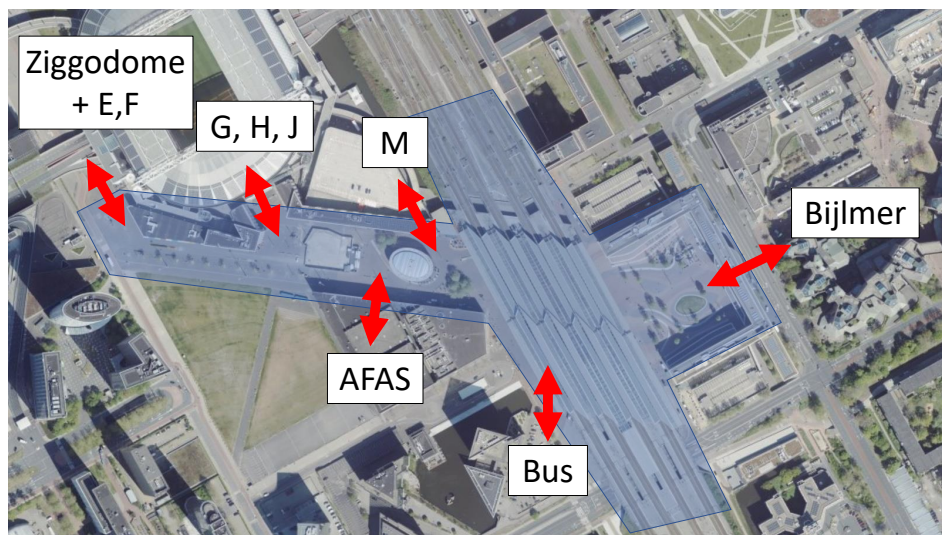 Ziggodome
+ E,F
G, H, J
M
Bijlmer
AFAS
Bus